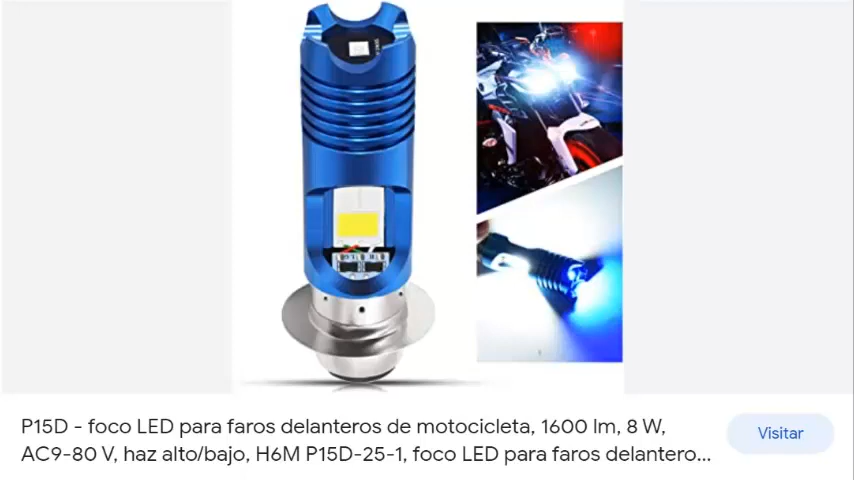 P15D - foco LED para faros delanteros de motocicleta, 1600 lm, 8 W,
AC9-80 V, haz alto/bajo, H6M P15D-25-1, foco LED para faros delantero...
Visitar